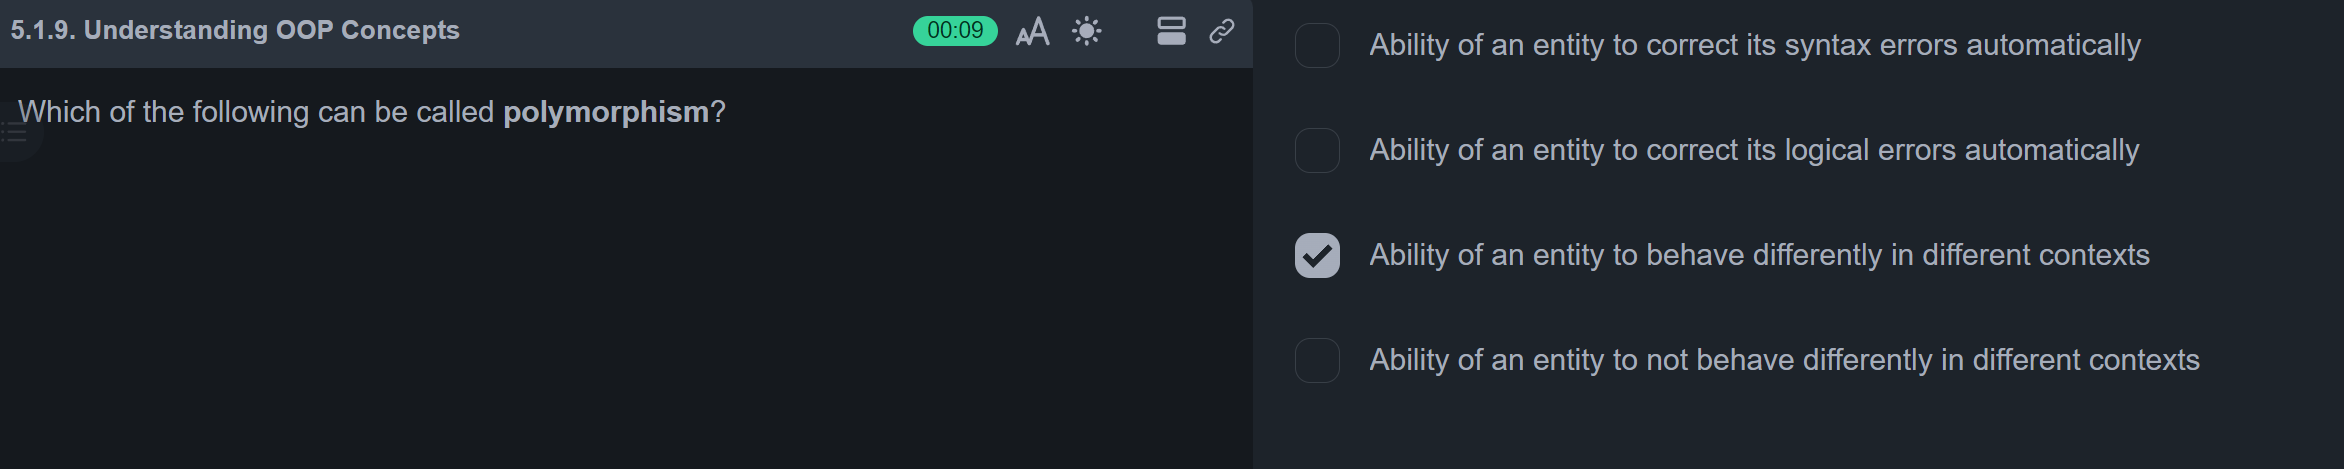 5.1.9. Understanding OOP Concepts
00:09
AA
Which of the following can be called polymorphism?
Ability of an entity to correct its syntax errors automatically
Ability of an entity to correct its logical errors automatically
Ability of an entity to behave differently in different contexts
Ability of an entity to not behave differently in different contexts